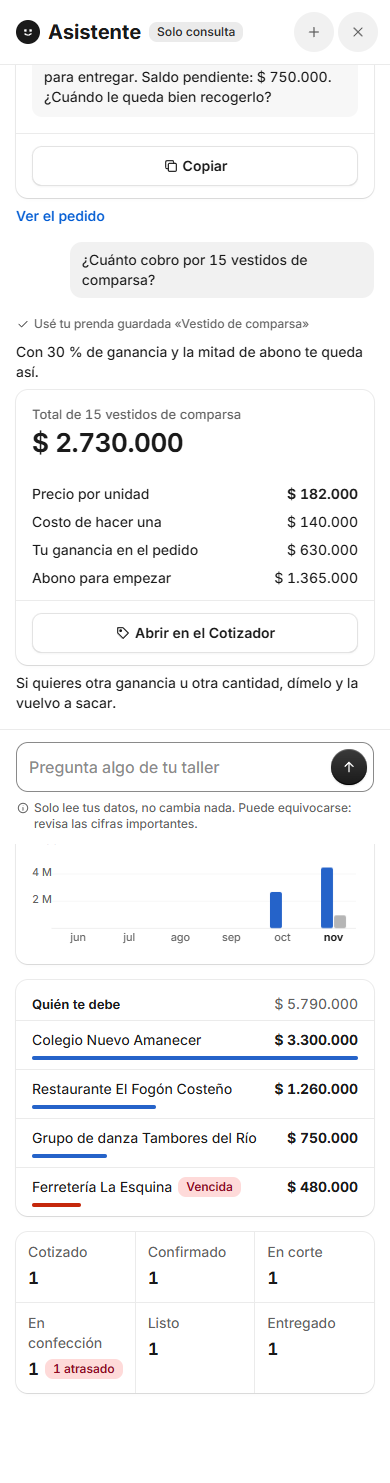 Asistente Solo consulta
para entregar. Saldo pendiente: $ 750.000.
¿Cuándo le queda bien recogerlo?
Copiar
Ver el pedido
¿Cuánto cobro por 15 vestidos de
comparsa?
Usé tu prenda guardada «Vestido de comparsa»
Con 30 % de ganancia y la mitad de abono te queda
así.
Total de 15 vestidos de comparsa
$ 2.730.000
Precio por unidad $ 182.000
Costo de hacer una $ 140.000
Tu ganancia en el pedido $ 630.000
Abono para empezar $ 1.365.000
Abrir en el Cotizador
Si quieres otra ganancia u otra cantidad, dímelo y la
vuelvo a sacar.
Pregunta algo de tu taller
Solo lee tus datos, no cambia nada. Puede equivocarse:
revisa las cifras importantes.
4 M
2 M
jun jul ago sep oct nov
Quién te debe $ 5.790.000
Colegio Nuevo Amanecer $ 3.300.000
Restaurante El Fogón Costeño $ 1.260.000
Grupo de danza Tambores del Río $ 750.000
Ferretería La Esquina Vencida $ 480.000
Cotizado Confirmado En corte
1 1 1
En confección Listo Entregado
1 1 atrasado 1 1